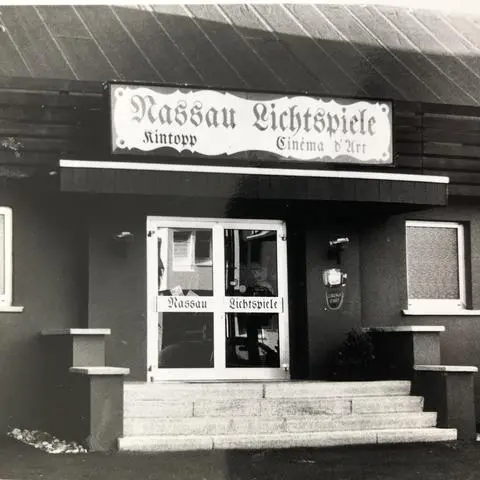 Nassau Lichtspiele
Kintopp Cinéma d'Art
Nassau Lichtspiele